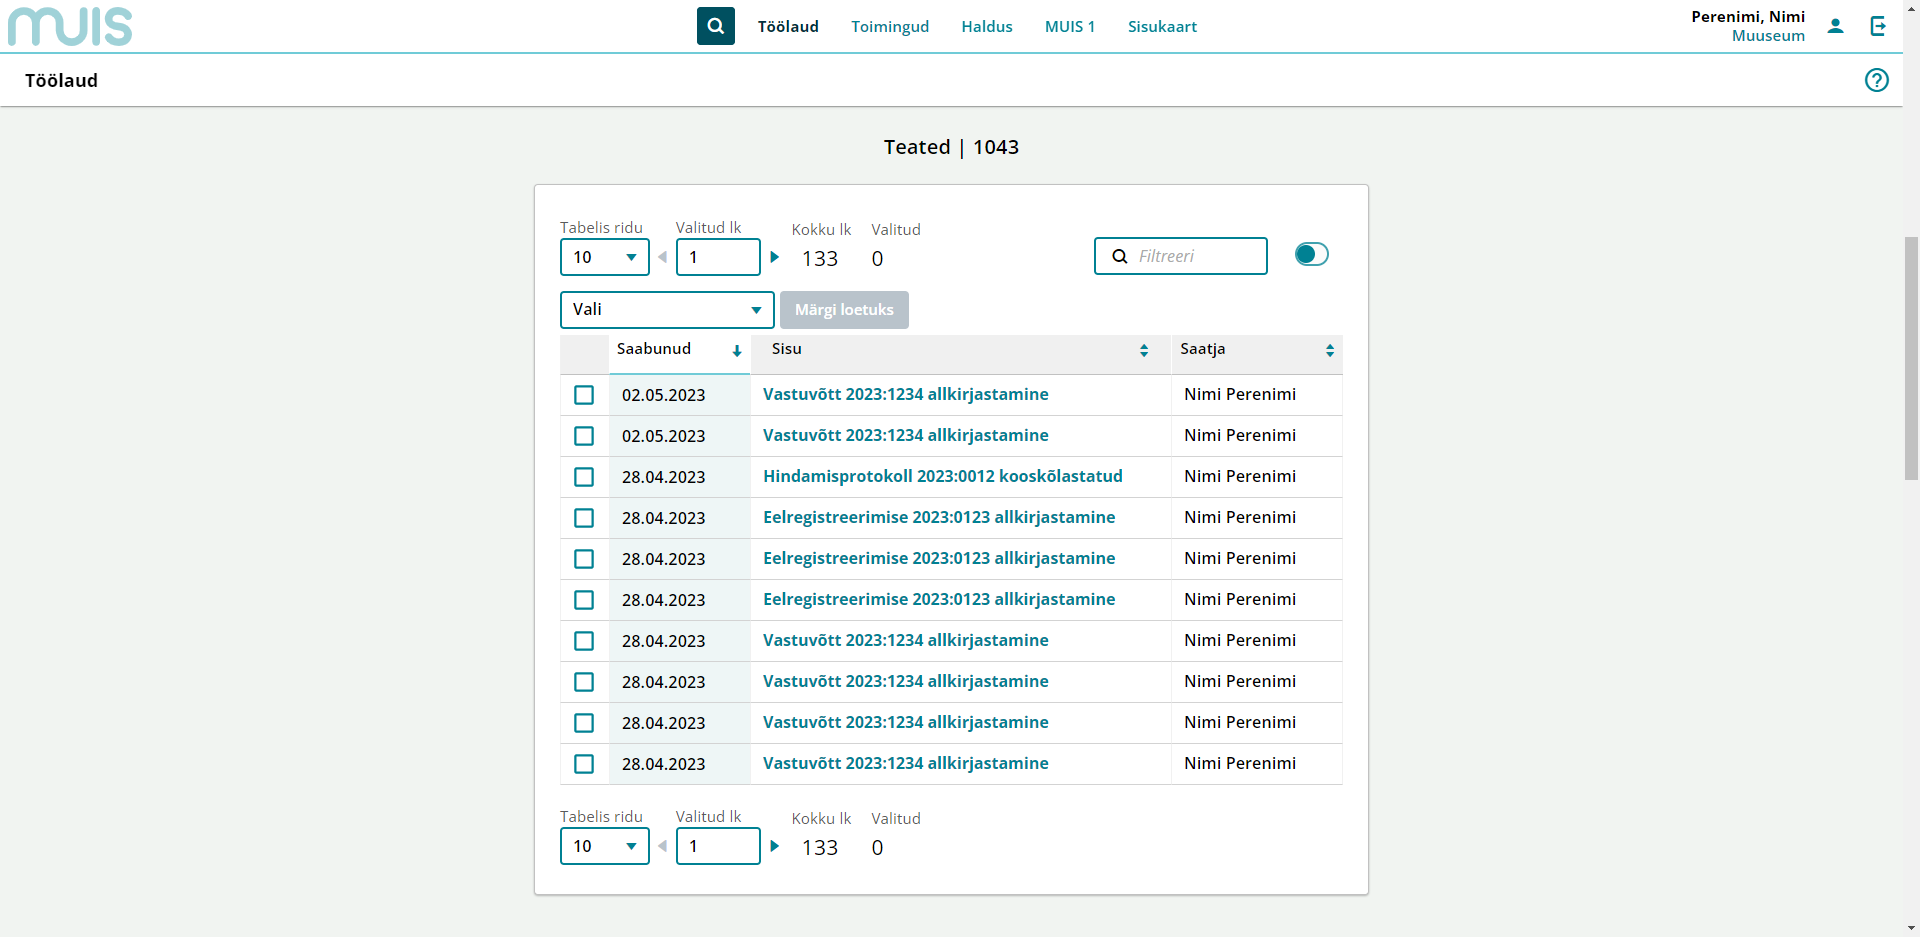 MUIS
Töölaud Toimingud Haldus MUIS 1 Sisukaart
Perenimi, Nimi
Muuseum
Töölaud
Teated | 1043
Tabelis ridu Valitud lk Kokku lk Valitud
10 1 133 0
Filtreeri
Vali Märgi loetuks
Saabunud Sisu Saatja
02.05.2023 Vastuvõtt 2023:1234 allkirjastamine Nimi Perenimi
02.05.2023 Vastuvõtt 2023:1234 allkirjastamine Nimi Perenimi
28.04.2023 Hindamisprotokoll 2023:0012 kooskõlastatud Nimi Perenimi
28.04.2023 Eelregistreerimise 2023:0123 allkirjastamine Nimi Perenimi
28.04.2023 Eelregistreerimise 2023:0123 allkirjastamine Nimi Perenimi
28.04.2023 Eelregistreerimise 2023:0123 allkirjastamine Nimi Perenimi
28.04.2023 Vastuvõtt 2023:1234 allkirjastamine Nimi Perenimi
28.04.2023 Vastuvõtt 2023:1234 allkirjastamine Nimi Perenimi
28.04.2023 Vastuvõtt 2023:1234 allkirjastamine Nimi Perenimi
28.04.2023 Vastuvõtt 2023:1234 allkirjastamine Nimi Perenimi
Tabelis ridu Valitud lk Kokku lk Valitud
10 1 133 0